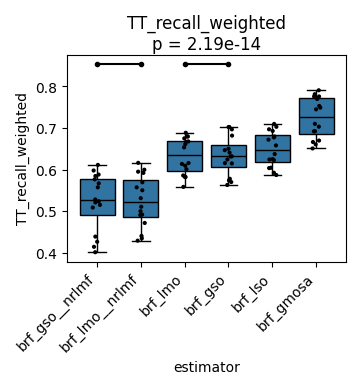 TT_recall_weighted
p = 2.19e-14
TT_recall_weighted
0.8
0.7
0.6
0.5
0.4
brf_gso__nrlmf
brf_lmo__nrlmf
brf_lmo
brf_gso
brf_lso
brf_gmosa
estimator